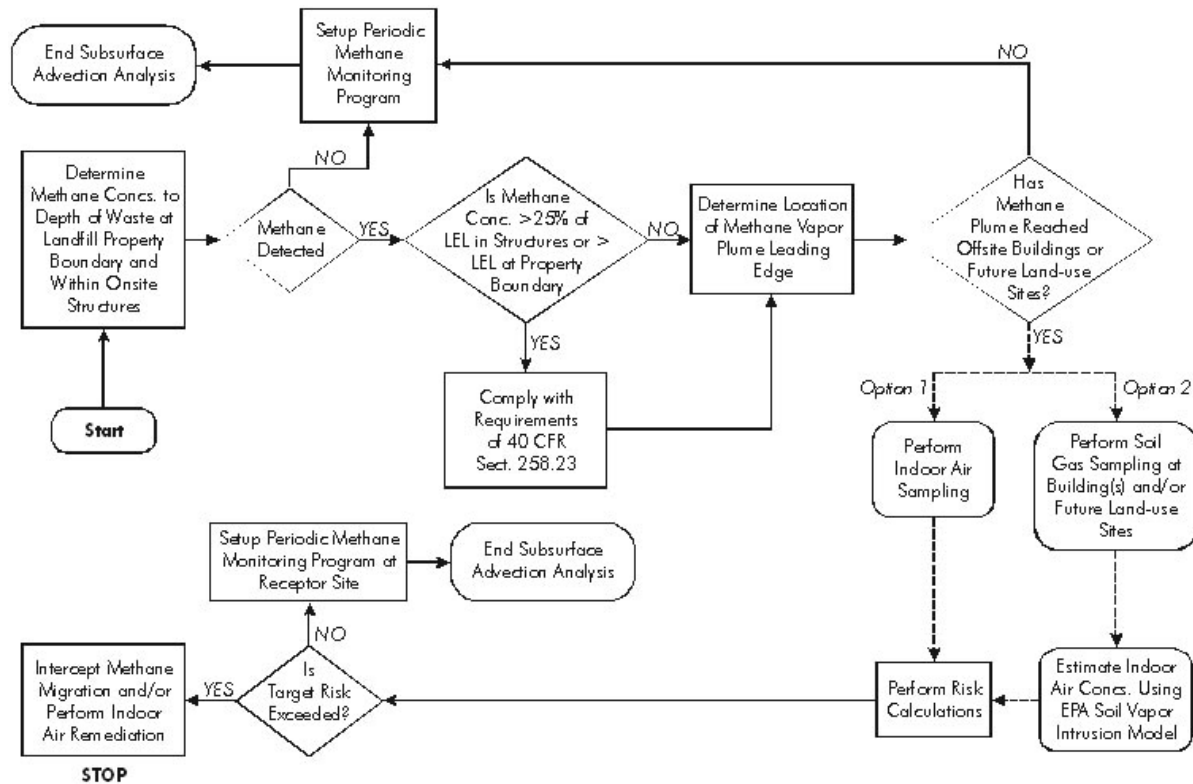 End Subsurface
Advection Analysis
Setup Periodic
Methane
Monitoring
Program
NO
NO
Determine
Methane Concs. to
Depth of Waste at
Landfill Property
Boundary and
Within Onsite
Structures
Methane
Detected
YES
Is Methane
Conc. >25% of
LEL in Structures or >
LEL at Property
Boundary
NO
Determine Location
of Methane Vapor
Plume Leading
Edge
Has
Methane
Plume Reached
Offsite Buildings or
Future Land-use
Sites?
YES
YES
Start
Comply with
Requirements
of 40 CFR
Sect. 258.23
Option 1
Option 2
Perform
Indoor Air
Sampling
Perform Soil
Gas Sampling at
Building(s) and/or
Future Land-use
Sites
Setup Periodic Methane
Monitoring Program at
Receptor Site
End Subsurface
Advection Analysis
NO
Intercept Methane
Migration and/or
Perform Indoor
Air Remediation
YES
Is
Target Risk
Exceeded?
Perform Risk
Calculations
Estimate Indoor
Air Concs. Using
EPA Soil Vapor
Intrusion Model
STOP